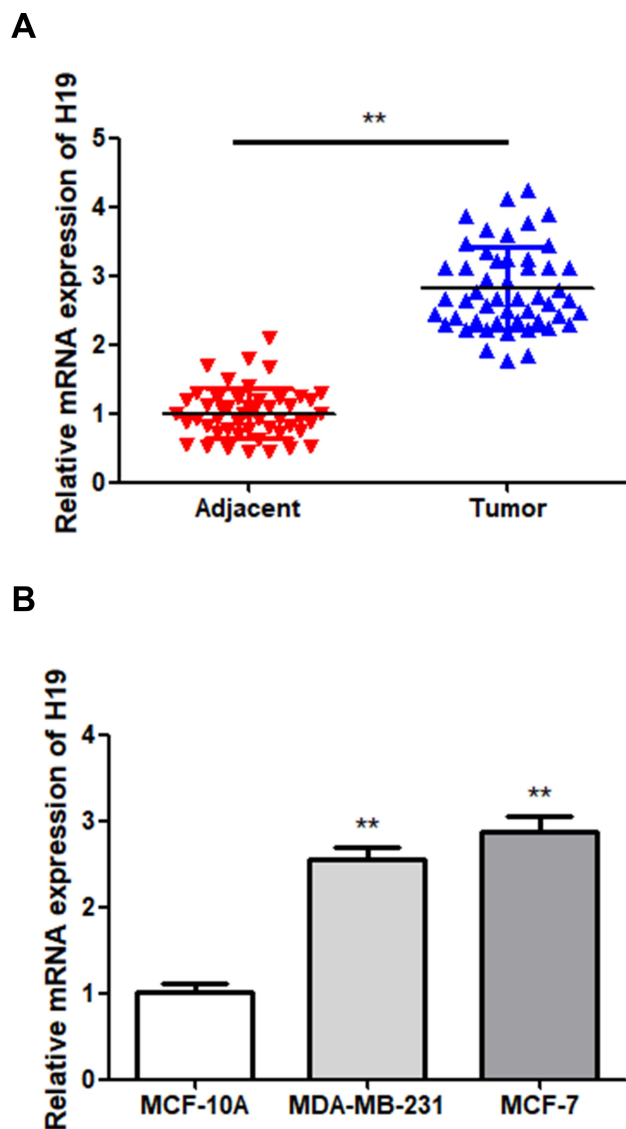 A
Relative mRNA expression of H19
5
4
3
2
1
0
**
Adjacent
Tumor
B
Relative mRNA expression of H19
4
3
2
1
0
**
**
MCF-10A
MDA-MB-231
MCF-7